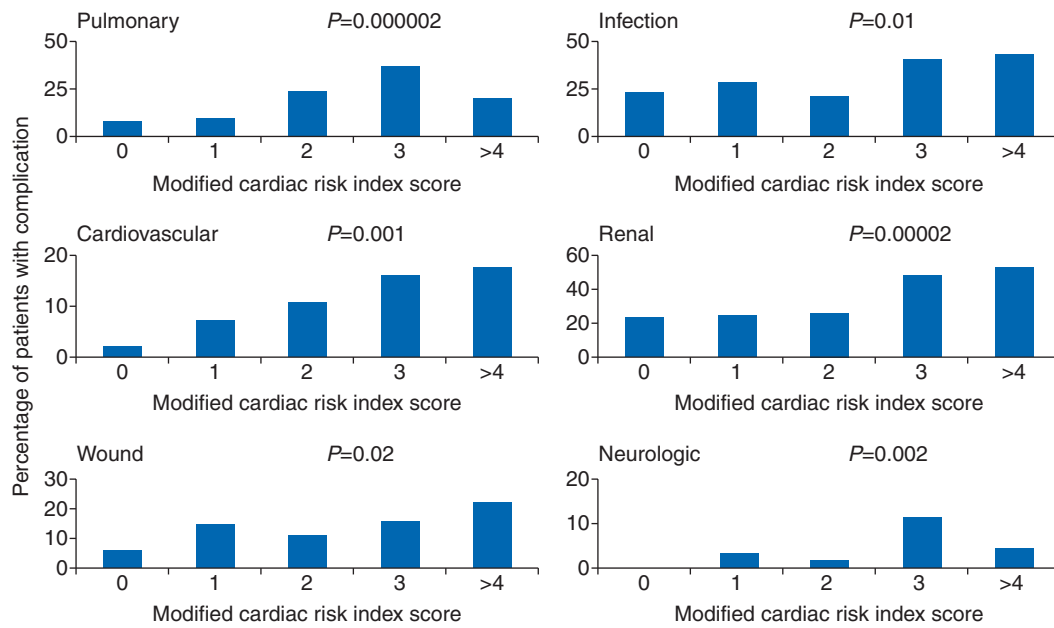 Percentage of patients with complication
Pulmonary P=0.000002
50
25
0
0 1 2 3 >4
Modified cardiac risk index score
Infection P=0.01
50
25
0
0 1 2 3 >4
Modified cardiac risk index score
Cardiovascular P=0.001
20
10
0
0 1 2 3 >4
Modified cardiac risk index score
Renal P=0.00002
60
40
20
0
0 1 2 3 >4
Modified cardiac risk index score
Wound P=0.02
30
20
10
0
0 1 2 3 >4
Modified cardiac risk index score
Neurologic P=0.002
20
10
0
0 1 2 3 >4
Modified cardiac risk index score